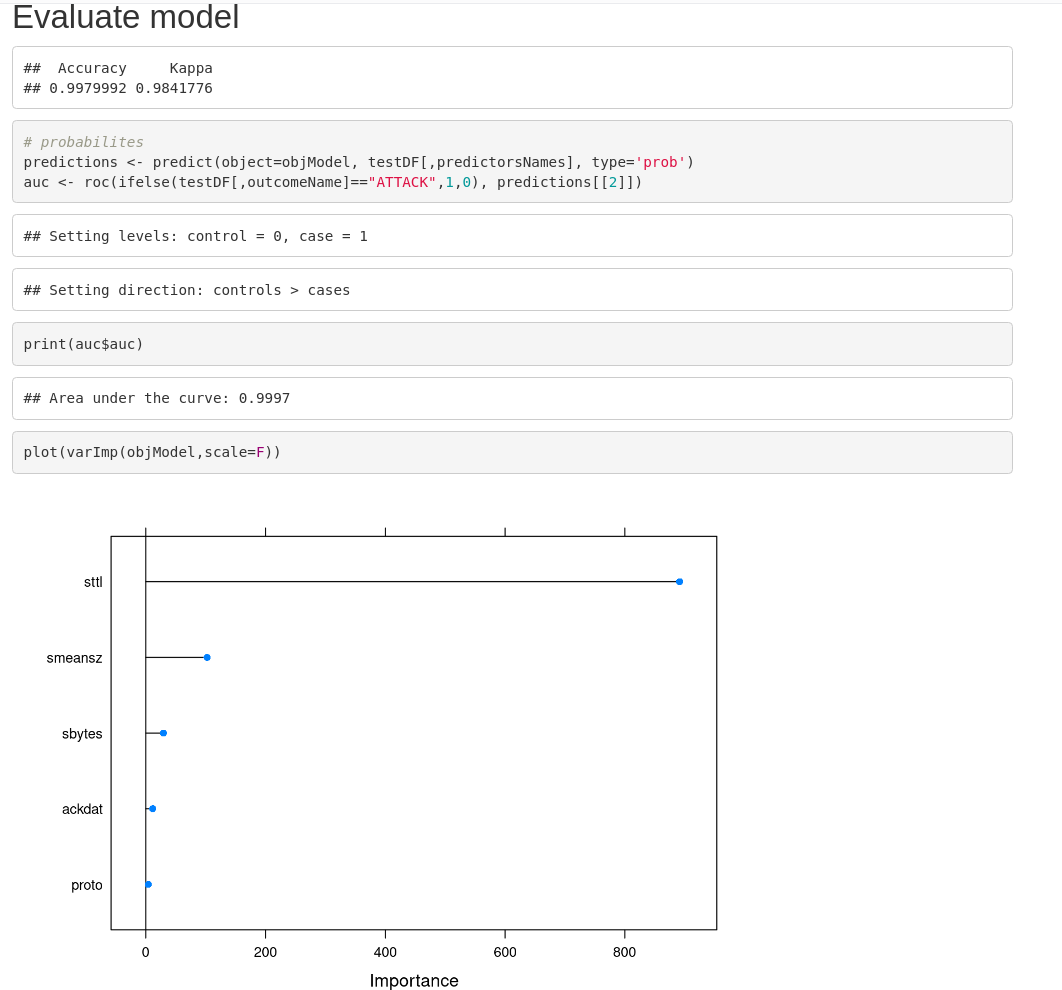 Evaluate model
##  Accuracy     Kappa
## 0.9979992 0.9841776
# probabilites
predictions <- predict(object=objModel, testDF[,predictorsNames], type='prob')
auc <- roc(ifelse(testDF[,outcomeName]=="ATTACK",1,0), predictions[[2]])
## Setting levels: control = 0, case = 1
## Setting direction: controls > cases
print(auc$auc)
## Area under the curve: 0.9997
plot(varImp(objModel,scale=F))
sttl
smeansz
sbytes
ackdat
proto
0 200 400 600 800
Importance